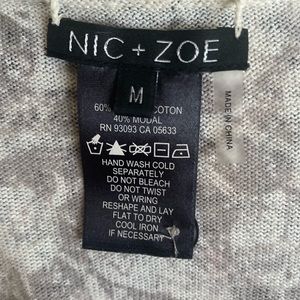 NIC + ZOE
M
60% COTTON
40% MODAL
RN 93093 CA 05633
HAND WASH COLD
SEPARATELY
DO NOT BLEACH
DO NOT TWIST
OR WRING
RESHAPE AND LAY
FLAT TO DRY
COOL IRON
IF NECESSARY
MADE IN CHINA